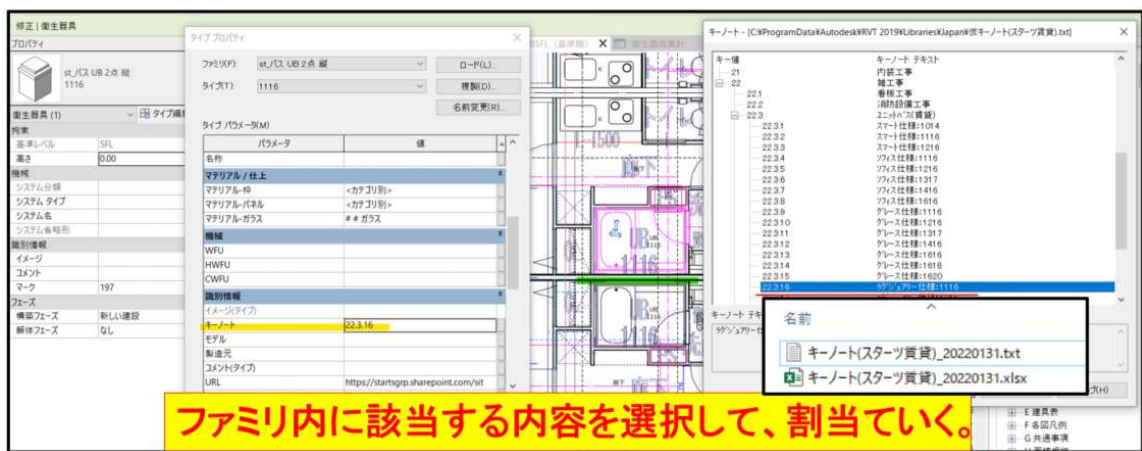 修正 | 衛生器具
プロパティ
st_バス UB 2点 縦
1116
衛生器具 (1)
タイプ編集
拘束
基準レベル SFL
高さ 0.00
機械
システム分類
システム タイプ
システム名
システム省略形
識別情報
イメージ
コメント
マーク 197
フェーズ
構築フェーズ 新しい建設
解体フェーズ なし
タイプ プロパティ
ファミリ(F): st_バス UB 2点 縦 ロード(L)...
タイプ(T): 1116 複製(D)...
名前変更(R)...
タイプ パラメータ(M)
パラメータ 値 =
名称
マテリアル / 仕上
マテリアル-枠 <カテゴリ別>
マテリアル-パネル <カテゴリ別>
マテリアル-ガラス # # ガラス
機械
WFU
HWFU
CWFU
識別情報
イメージ(タイプ)
キーノート 22.3.16
モデル
製造元
コメント(タイプ)
URL https://startsgrp.sharepoint.com/sit
1500
廊下
UB
1116
UB
1116
キーノート - [C:¥ProgramData¥Autodesk¥RVT 2019¥Libraries¥Japan¥仮キーノート(スターツ賃貸).txt]
キー値 キーノート テキスト
21 内装工事
22 雑工事
22.1 看板工事
22.2 消防設備工事
22.3 ユニットバス(賃貸)
22.3.1 スマート仕様:1014
22.3.2 スマート仕様:1116
22.3.3 スマート仕様:1216
22.3.4 ソフィス仕様:1116
22.3.5 ソフィス仕様:1216
22.3.6 ソフィス仕様:1317
22.3.7 ソフィス仕様:1416
22.3.8 ソフィス仕様:1616
22.3.9 グレース仕様:1116
22.3.10 グレース仕様:1216
22.3.11 グレース仕様:1317
22.3.12 グレース仕様:1416
22.3.13 グレース仕様:1616
22.3.14 グレース仕様:1618
22.3.15 グレース仕様:1620
22.3.16 ラグジュアリー仕様:1116
名前
キーノート(スターツ賃貸)_20220131.txt
キーノート(スターツ賃貸)_20220131.xlsx
E 建具表
F 各図凡例
G 共通事項
ファミリ内に該当する内容を選択して、割当ていく。